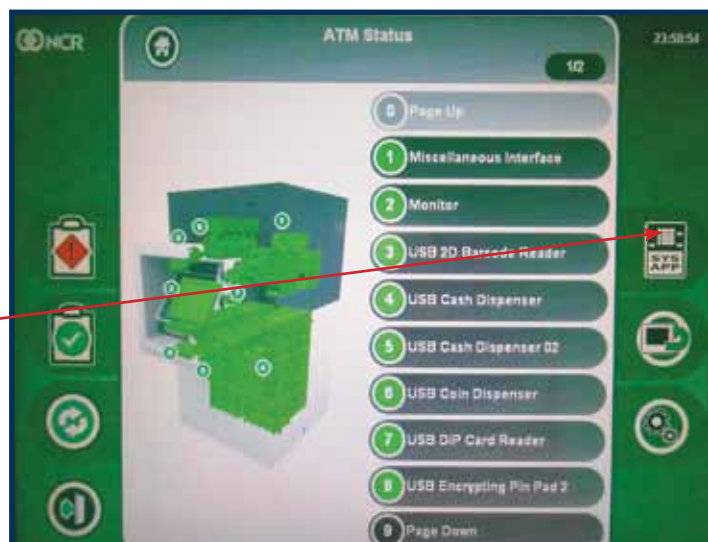 NCR
ATM Status
23:58:54
1/2
0 Page Up
1 Miscellaneous Interface
2 Monitor
3 USB 2D Barcode Reader
4 USB Cash Dispenser
5 USB Cash Dispenser 02
6 USB Coin Dispenser
7 USB DIP Card Reader
8 USB Encrypting Pin Pad 2
9 Page Down
SYS
APP